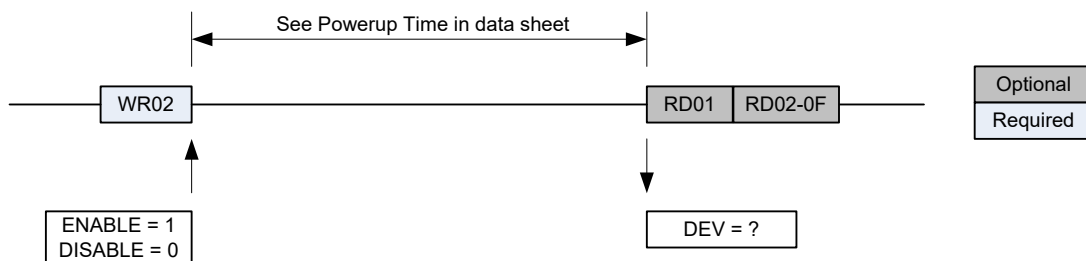 See Powerup Time in data sheet
WR02
RD01
RD02-0F
Optional
Required
ENABLE = 1
DISABLE = 0
DEV = ?